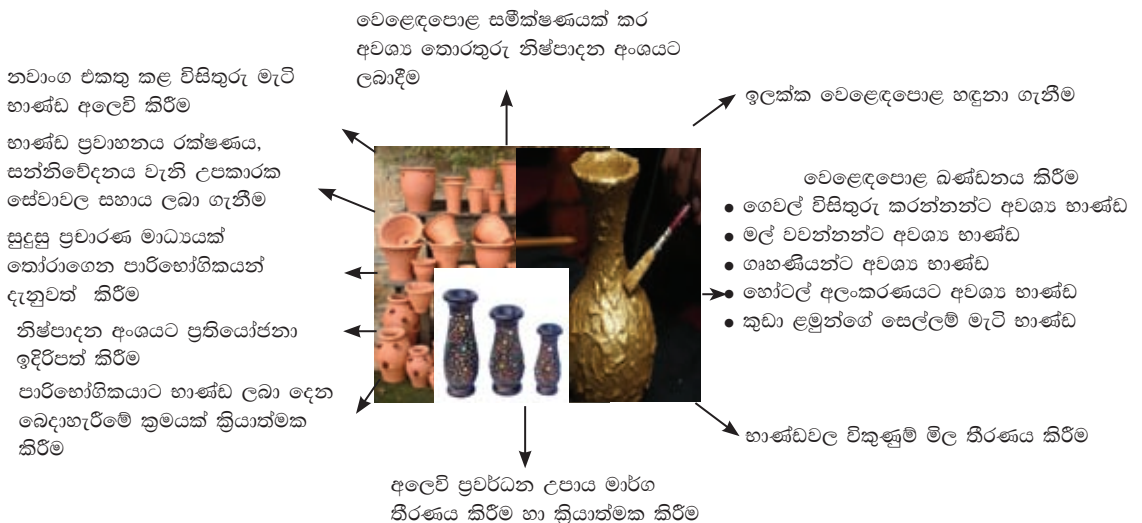 වෙළෙඳපොළ සමීක්ෂණයක් කර
අවශ්‍ය තොරතුරු නිෂ්පාදන අංශයට
ලබාදීම
නවාංග එකතු කළ විසිතුරු මැටි
භාණ්ඩ අලෙවි කිරීම
භාණ්ඩ ප්‍රවාහනය රක්ෂණය,
සන්නිවේදනය වැනි උපකාරක
සේවාවල සහාය ලබා ගැනීම
සුදුසු ප්‍රචාරණ මාධ්‍යයක්
තෝරාගෙන පාරිභෝගිකයන්
දැනුවත් කිරීම
නිෂ්පාදන අංශයට ප්‍රතියෝජනා
ඉදිරිපත් කිරීම
පාරිභෝගිකයාට භාණ්ඩ ලබා දෙන
බෙදාහැරීමේ ක්‍රමයක් ක්‍රියාත්මක
කිරීම
ඉලක්ක වෙළෙඳපොළ හඳුනා ගැනීම
වෙළෙඳපොළ ඛණ්ඩනය කිරීම
• ගෙවල් විසිතුරු කරන්නන්ට අවශ්‍ය භාණ්ඩ
• මල් වවන්නන්ට අවශ්‍ය භාණ්ඩ
• ගෘහණියන්ට අවශ්‍ය භාණ්ඩ
• හෝටල් අලංකරණයට අවශ්‍ය භාණ්ඩ
• කුඩා ළමුන්ගේ සෙල්ලම් මැටි භාණ්ඩ
භාණ්ඩවල විකුණුම් මිල තීරණය කිරීම
අලෙවි ප්‍රවර්ධන උපාය මාර්ග
තීරණය කිරීම හා ක්‍රියාත්මක කිරීම